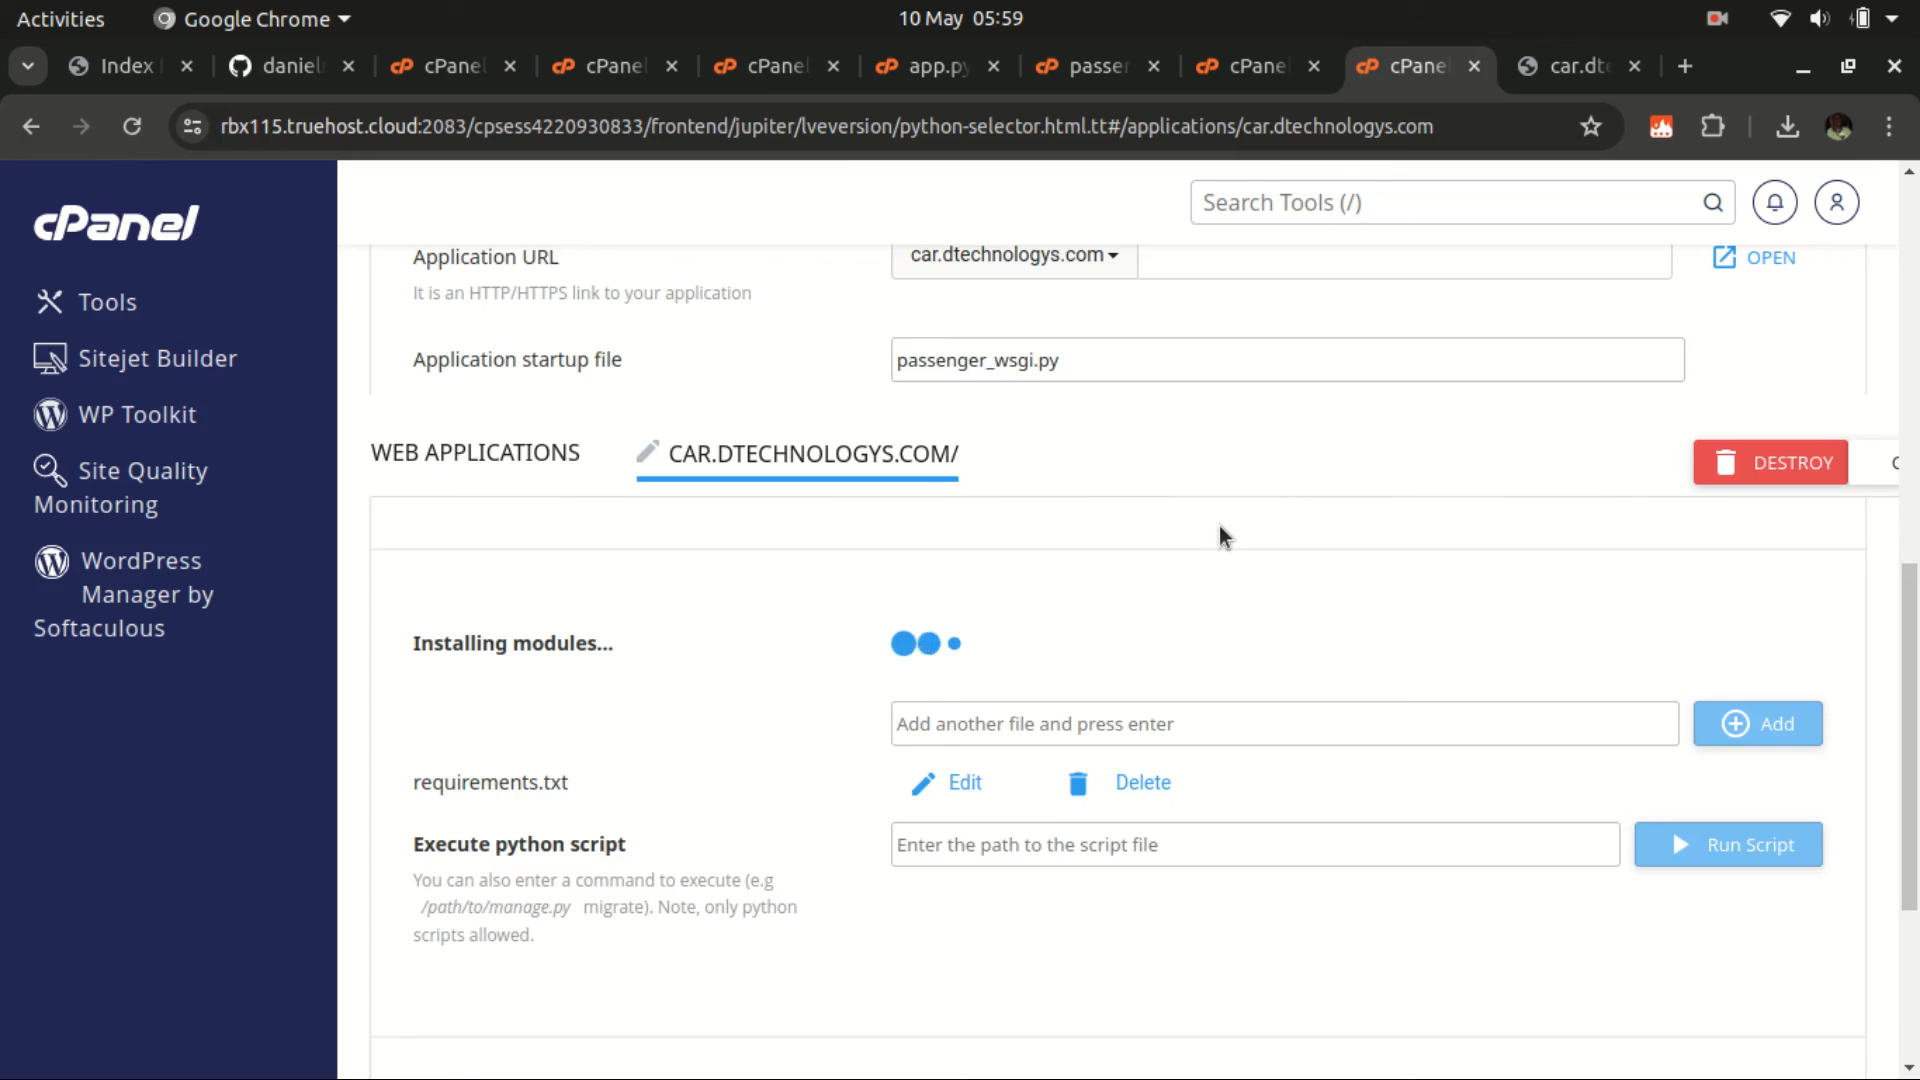 Activities
Google Chrome
10 May 05:59
Index
daniel
cPanel
cPanel
cPanel
app.py
passen
cPanel
cPanel
car.dt
rbx115.truehost.cloud:2083/cpsess4220930833/frontend/jupiter/lveversion/python-selector.html.tt#/applications/car.dtechnologys.com
cPanel
Search Tools (/)
Tools
Sitejet Builder
WP Toolkit
Site Quality
Monitoring
WordPress
Manager by
Softaculous
Application URL
car.dtechnologys.com
OPEN
It is an HTTP/HTTPS link to your application
Application startup file
passenger_wsgi.py
WEB APPLICATIONS
CAR.DTECHNOLOGYS.COM/
DESTROY
Installing modules...
Add another file and press enter
Add
requirements.txt
Edit
Delete
Execute python script
Enter the path to the script file
Run Script
You can also enter a command to execute (e.g
/path/to/manage.py migrate). Note, only python
scripts allowed.